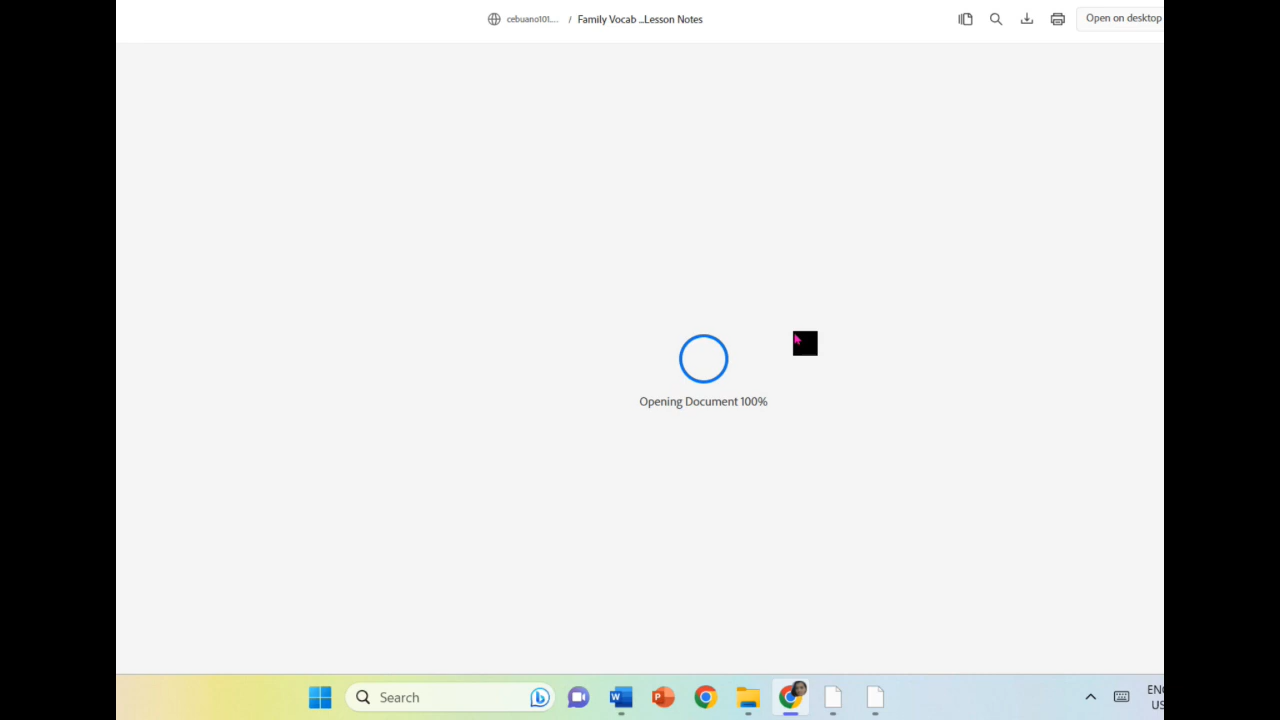 cebuano101.... / Family Vocab ...Lesson Notes
Open on desktop
Opening Document 100%
Search
ENG
US